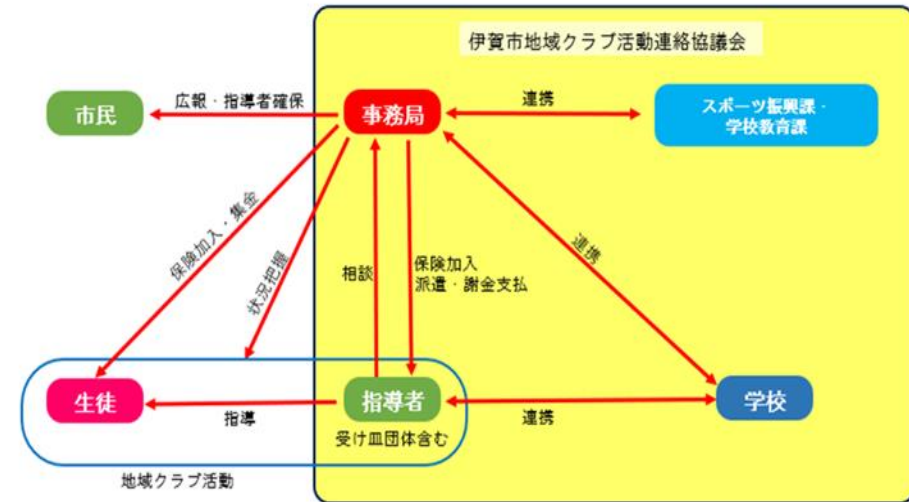 伊賀市地域クラブ活動連絡協議会
市民
広報・指導者確保
事務局
連携
スポーツ振興課・
学校教育課
保険加入・集金
状況把握
相談
保険加入
派遣・謝金支払
連携
生徒
指導
指導者
受け皿団体含む
連携
学校
地域クラブ活動